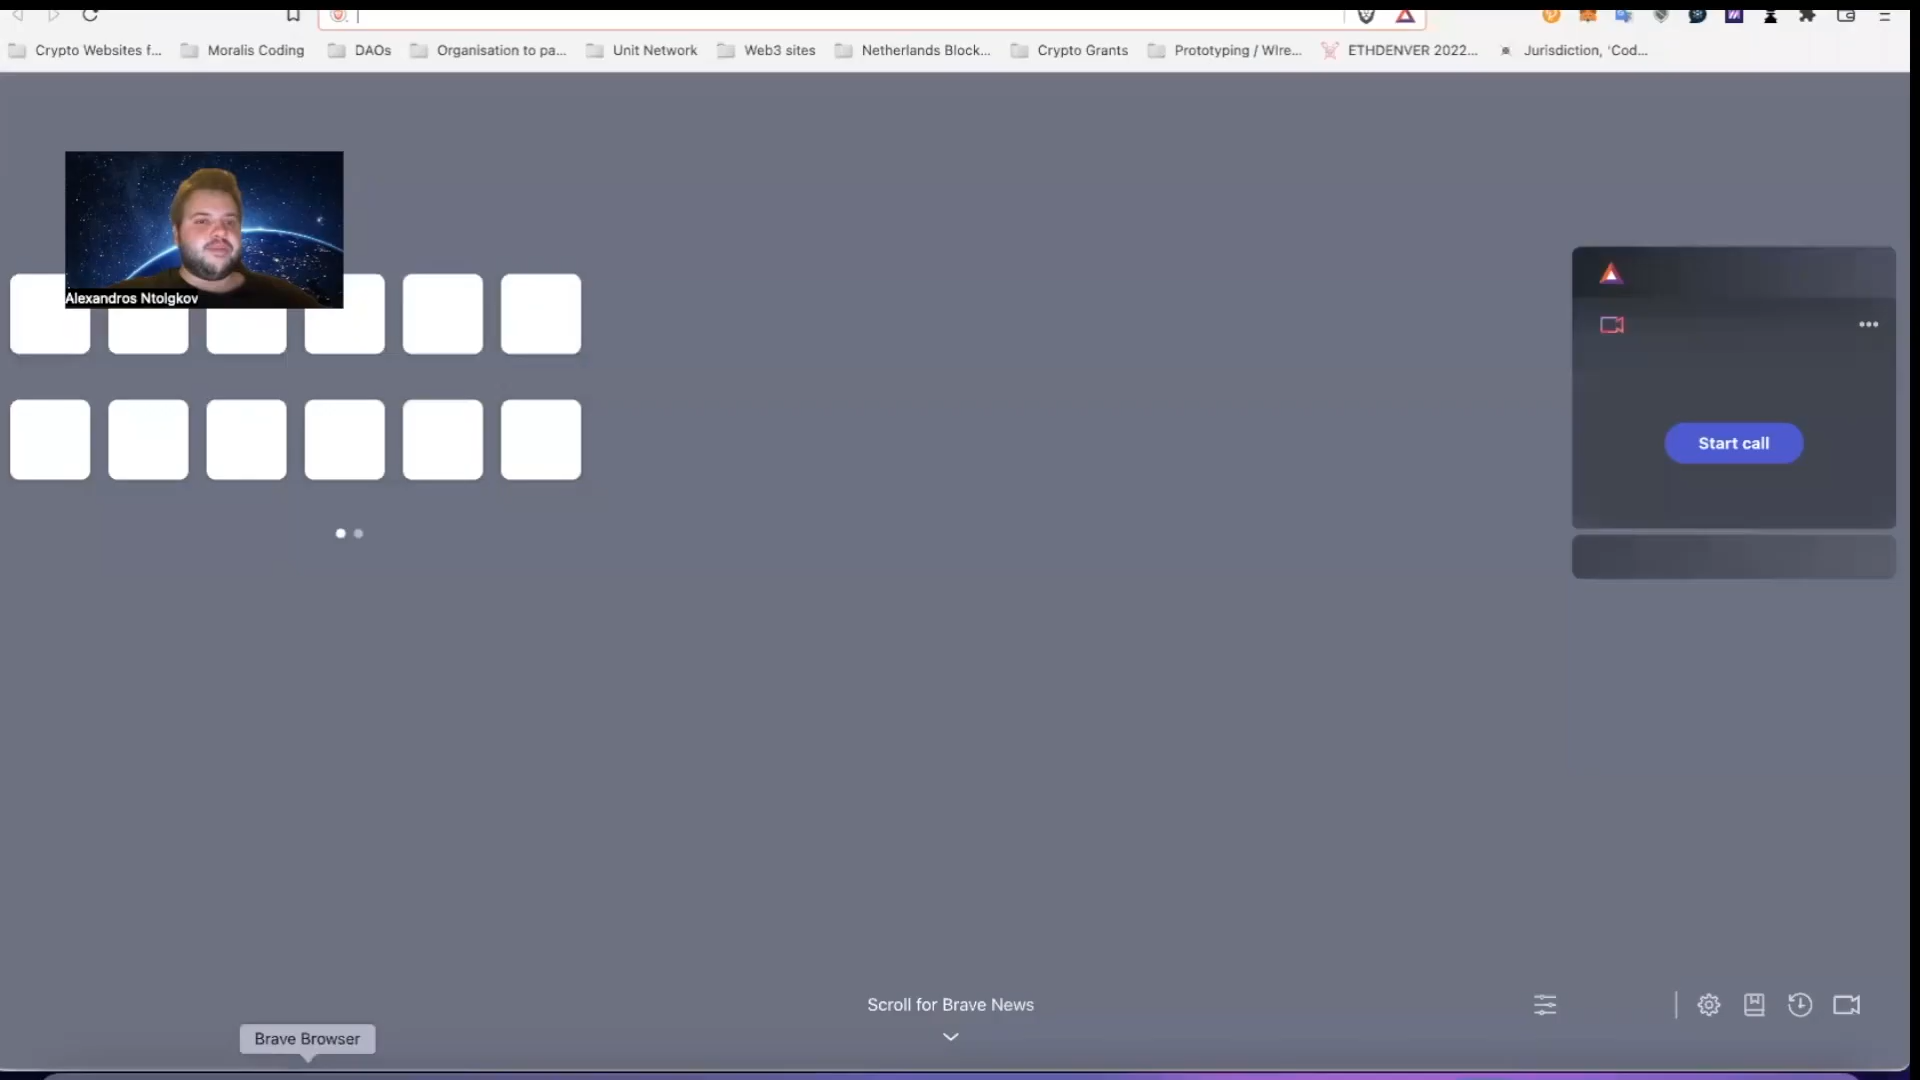 Crypto Websites f...
Moralis Coding
DAOs
Organisation to pa...
Unit Network
Web3 sites
Netherlands Block...
Crypto Grants
Prototyping / WIre...
ETHDENVER 2022...
Jurisdiction, 'Cod...
Alexandros Ntolgkov
Start call
Scroll for Brave News
Brave Browser